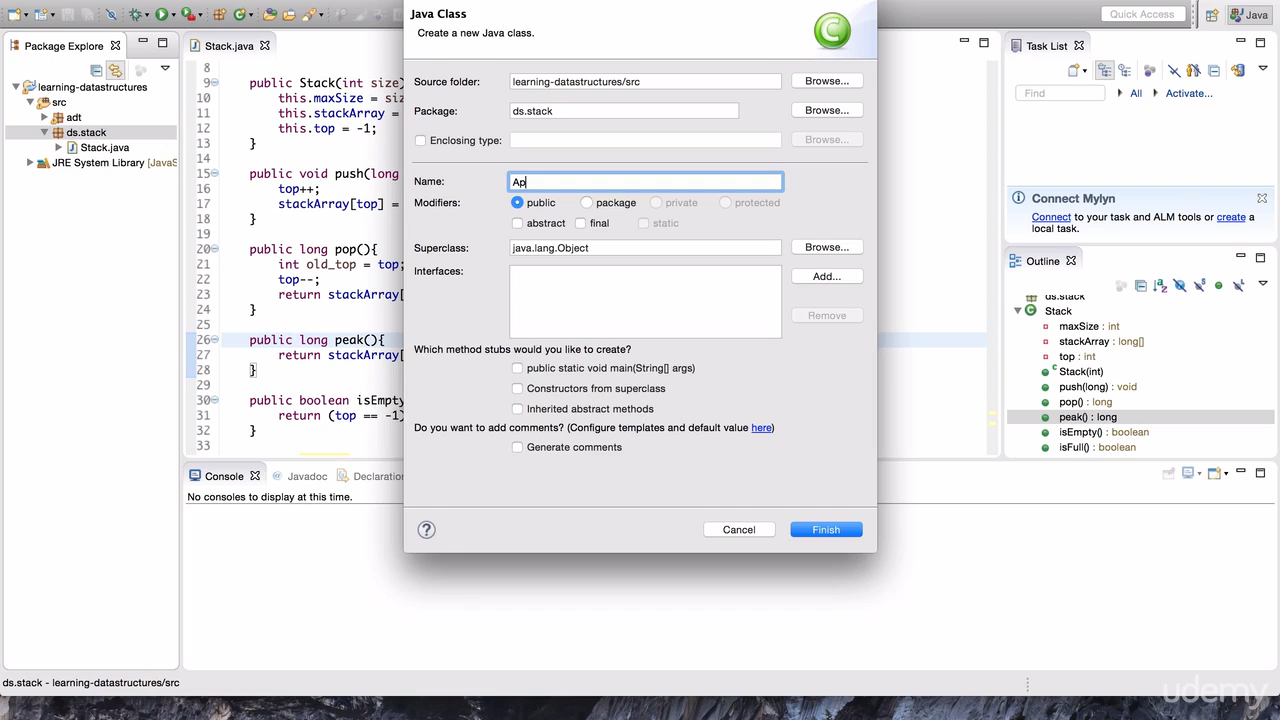 Java Class
Create a new Java class.
Quick Access
Java
Package Explore
learning-datastructures
src
adt
ds.stack
Stack.java
JRE System Library [JavaS
Stack.java
8
9 public Stack(int size)
10 this.maxSize = siz
11 this.stackArray =
12 this.top = -1;
13 }
14
15 public void push(long
16 top++;
17 stackArray[top] =
18 }
19
20 public long pop(){
21 int old_top = top;
22 top--;
23 return stackArray[
24 }
25
26 public long peak(){
27 return stackArray[
28 }
29
30 public boolean isEmpty
31 return (top == -1)
32 }
33
Source folder: learning-datastructures/src Browse...
Package: ds.stack Browse...
Enclosing type: Browse...
Name: Ap
Modifiers: public package private protected
abstract final static
Superclass: java.lang.Object Browse...
Interfaces: Add...
Remove
Which method stubs would you like to create?
public static void main(String[] args)
Constructors from superclass
Inherited abstract methods
Do you want to add comments? (Configure templates and default value here)
Generate comments
? Cancel Finish
Task List
Find All Activate...
Connect Mylyn
Connect to your task and ALM tools or create a
local task.
Outline
ds.stack
Stack
maxSize : int
stackArray : long[]
top : int
Stack(int)
push(long) : void
pop() : long
peak() : long
isEmpty() : boolean
isFull() : boolean
Console Javadoc Declaration
No consoles to display at this time.
ds.stack - learning-datastructures/src
udemy